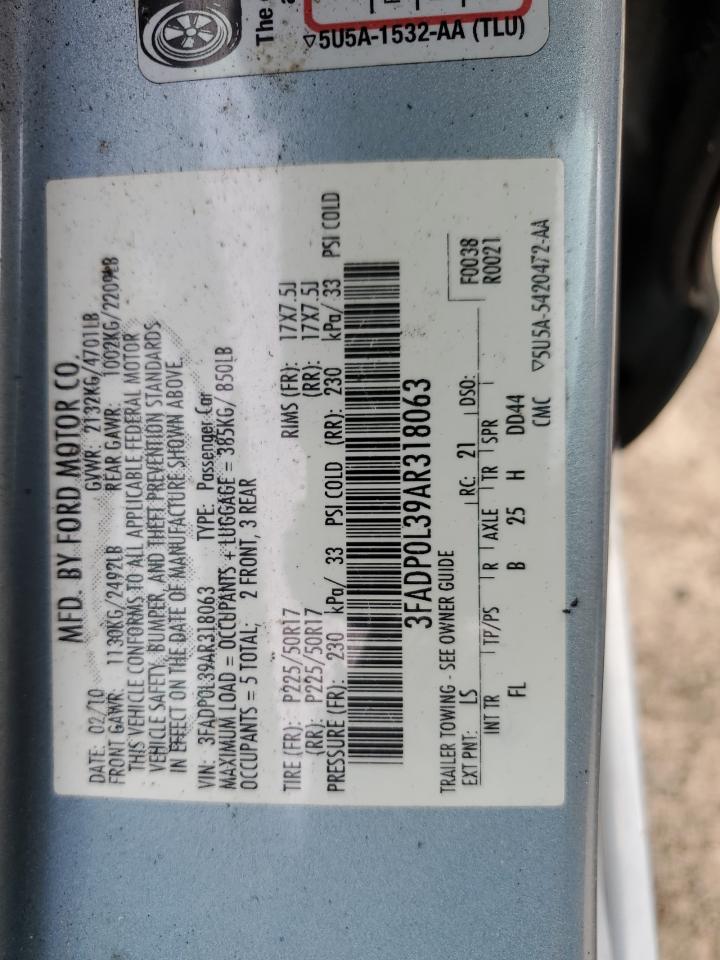 The
▽5U5A-1532-AA (TLU)
MFD. BY FORD MOTOR CO.
DATE: 02/10 GVWR: 2132KG/4701LB
FRONT GAWR: 1130KG/2492LB REAR GAWR: 1002KG/2209LB
THIS VEHICLE CONFORMS TO ALL APPLICABLE FEDERAL MOTOR
VEHICLE SAFETY, BUMPER, AND THEFT PREVENTION STANDARDS
IN EFFECT ON THE DATE OF MANUFACTURE SHOWN ABOVE
VIN: 3FADP0L39AR318063 TYPE: Passenger Car
MAXIMUM LOAD = OCCUPANTS + LUGGAGE = 385KG/ 850LB
OCCUPANTS = 5 TOTAL; 2 FRONT, 3 REAR
TIRE (FR): P225/50R17 RIMS (FR): 17X7.5J
(RR): P225/50R17 (RR): 17X7.5J
PRESSURE (FR): 230 kPa/ 33 PSI COLD (RR): 230 kPa/ 33 PSI COLD
3FADP0L39AR318063
TRAILER TOWING - SEE OWNER GUIDE F0038
EXT PNT: LS RC: 21 DSO: R0021
INT TR TP/PS R AXLE TR SPR
FL B 25 H DD44
CMC ▽5U5A-5420472-AA